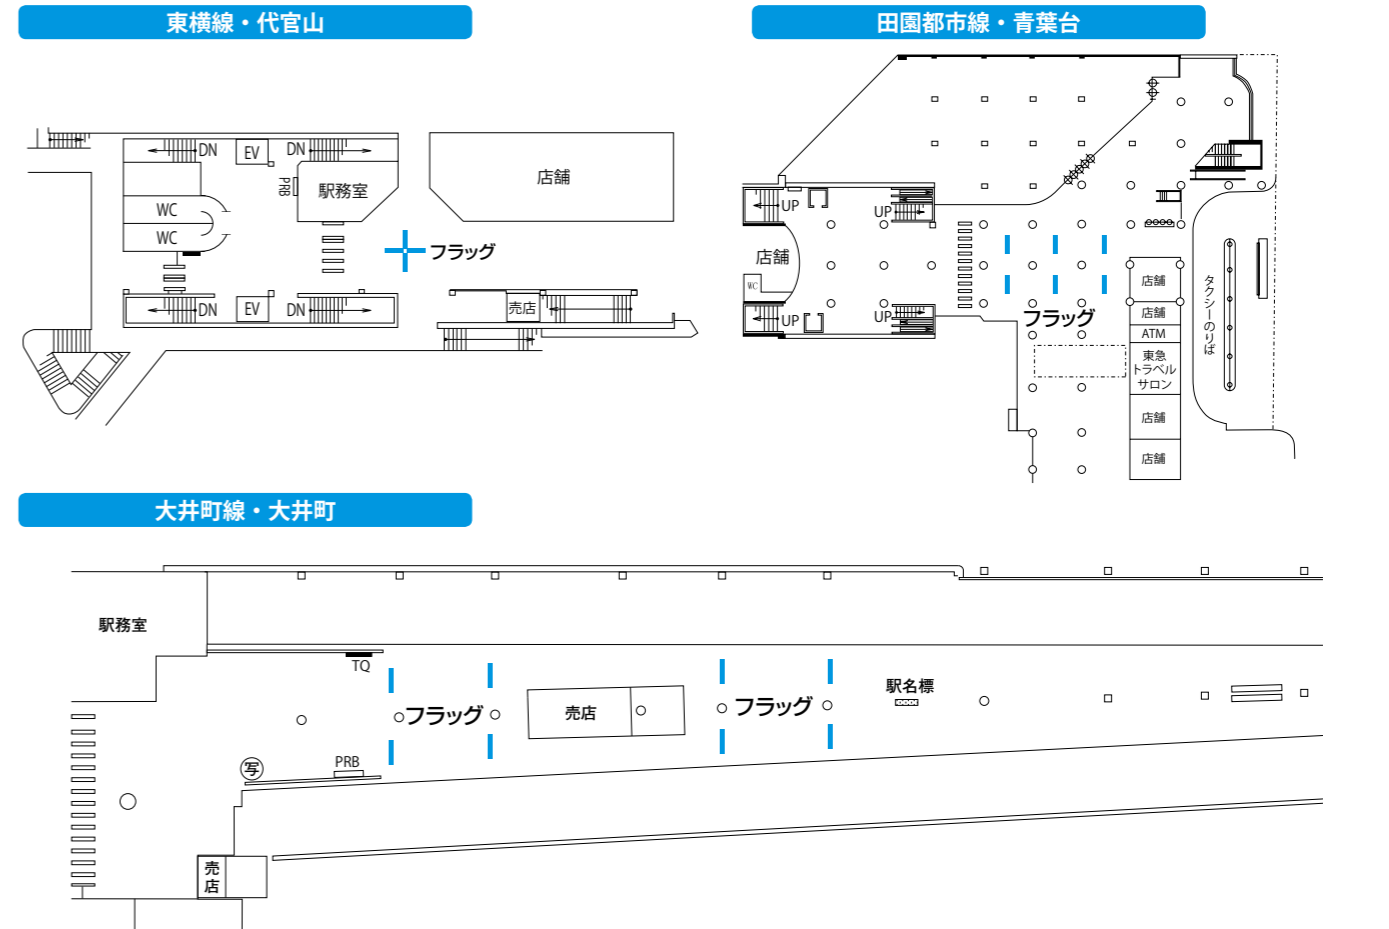 東横線・代官山
DN
EV
DN
PRB
駅務室
WC
WC
店舗
フラッグ
DN
EV
DN
売店
田園都市線・青葉台
UP
UP
店舗
WC
UP
UP
フラッグ
店舗
店舗
ATM
東急
トラベル
サロン
店舗
店舗
タクシーのりば
大井町線・大井町
駅務室
TQ
フラッグ
売店
フラッグ
駅名標
写
PRB
売
店